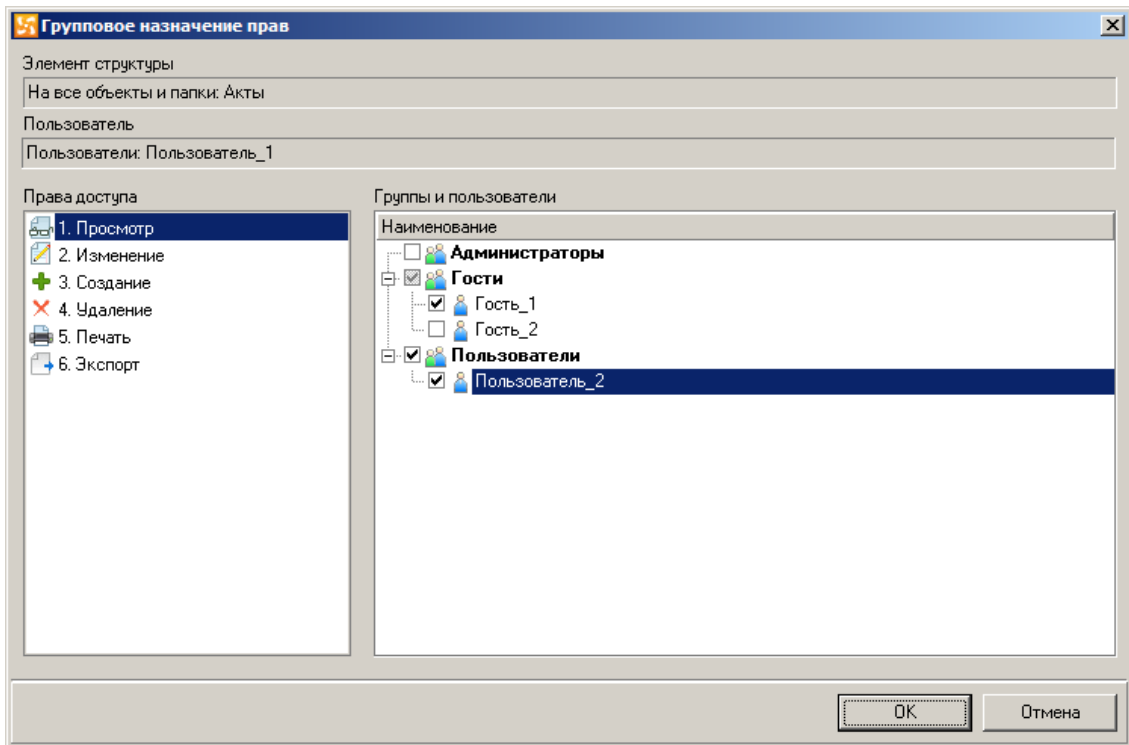 Групповое назначение прав
Элемент структуры
На все объекты и папки: Акты
Пользователь
Пользователи: Пользователь_1
Права доступа
1. Просмотр
2. Изменение
3. Создание
4. Удаление
5. Печать
6. Экспорт
Группы и пользователи
Наименование
Администраторы
Гости
Гость_1
Гость_2
Пользователи
Пользователь_2
OK
Отмена